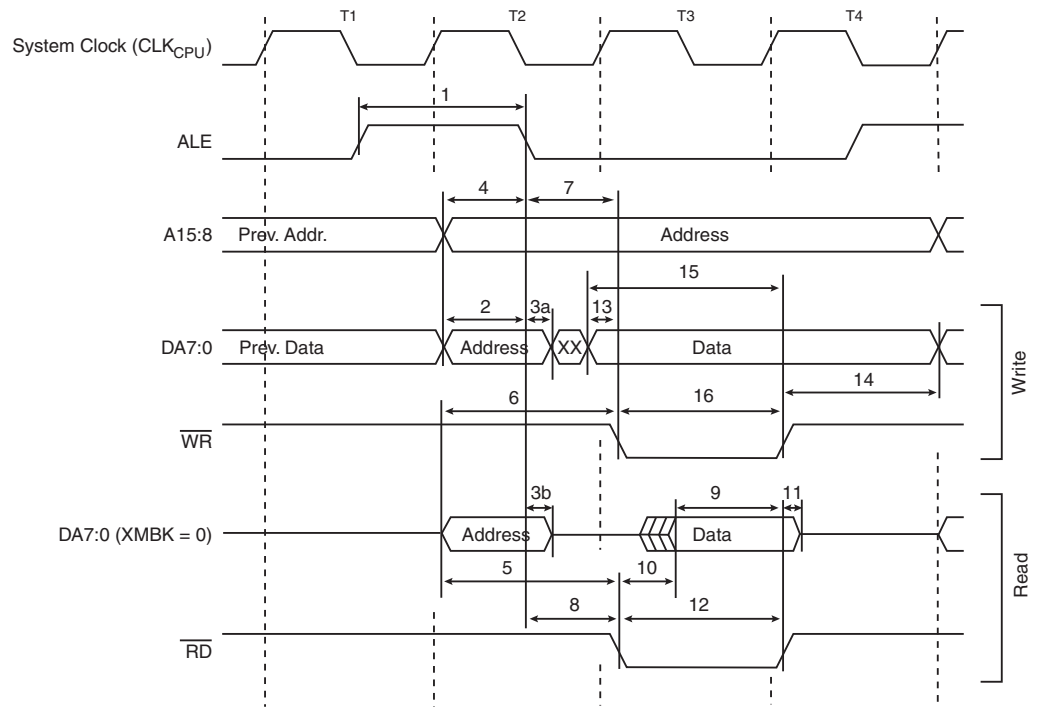 T1 T2 T3 T4
System Clock (CLKCPU)
1
ALE
4 7
A15:8 Prev. Addr. Address
15
2 3a 13
DA7:0 Prev. Data Address XX Data
14
6 16
WR
Write
3b 9 11
DA7:0 (XMBK = 0) Address Data
5 10
8 12
RD
Read